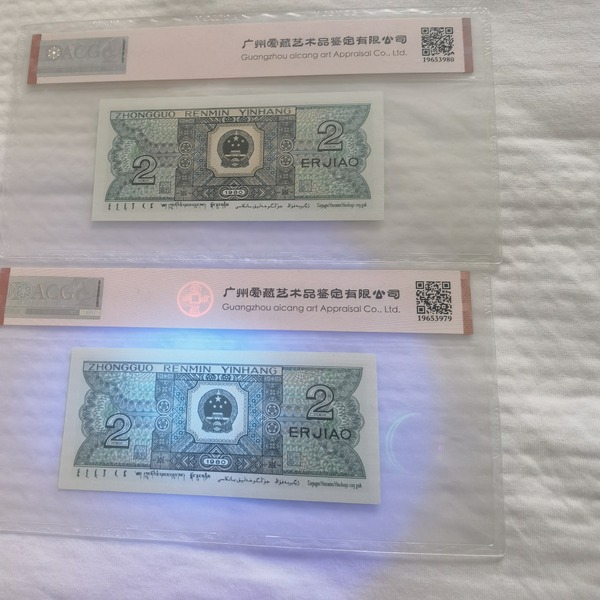 ACG
广州爱藏艺术品鉴定有限公司
Guangzhou aicang art Appraisal Co., Ltd.
19653980
ZHONGGUO RENMIN YINHANG
2
2
ERJIAO
1980
ACG
广州爱藏艺术品鉴定有限公司
Guangzhou aicang art Appraisal Co., Ltd.
19653979
ZHONGGUO RENMIN YINHANG
2
2
ERJIAO
1980